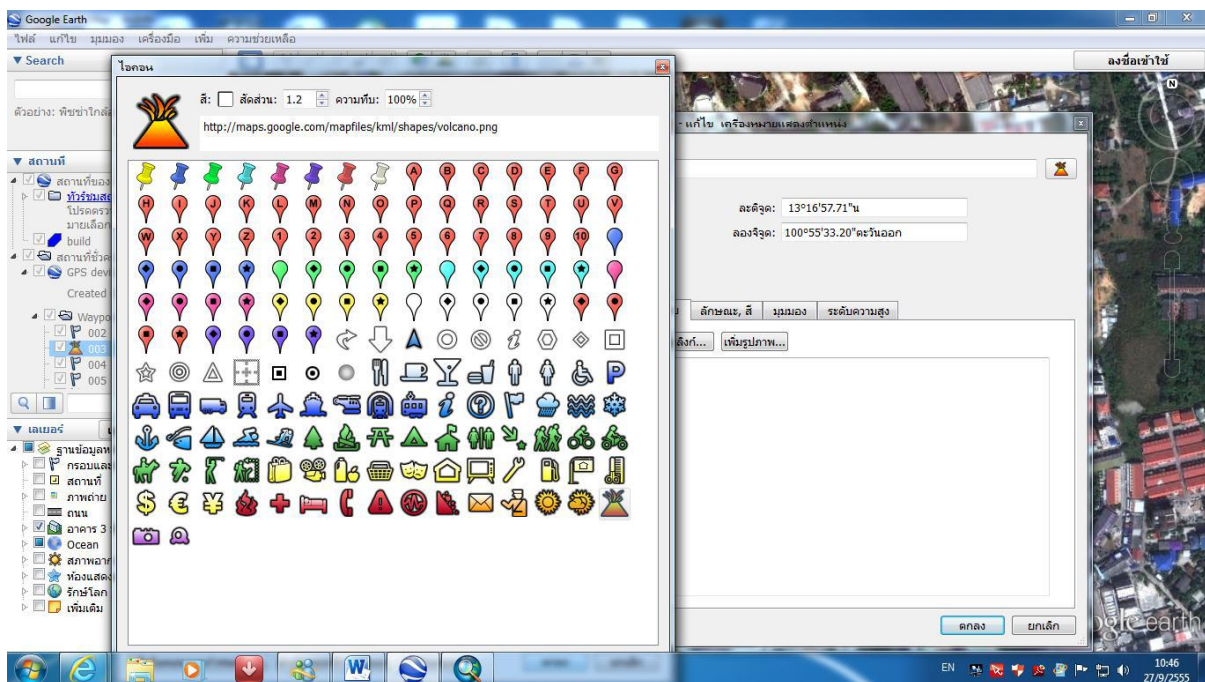 Google Earth
ไฟล์ แก้ไข มุมมอง เครื่องมือ เพิ่ม ความช่วยเหลือ
▼ Search
ลงชื่อเข้าใช้
ไอคอน
สี: สัดส่วน: 1.2 ความทึบ: 100%
http://maps.google.com/mapfiles/kml/shapes/volcano.png
ตัวอย่าง: พิซซ่าใกล้
▼ สถานที่
สถานที่ของ
ทัวร์ชมสถ
โปรดตรว
มายเลือก
build
สถานที่ชั่วค
GPS devi
Created
Waypo
002
003
004
005
▼ เลเยอร์
ฐานข้อมูลห
กรอบและ
สถานที่
ภาพถ่าย
ถนน
อาคาร 3
Ocean
สภาพอาก
ห้องแสดง
รักษ์โลก
เพิ่มเติม
A B C D E F G
H I J K L M N O P Q R S T U V
W X Y Z 1 2 3 4 5 6 7 8 9 10
- แก้ไข เครื่องหมายแสดงตำแหน่ง
N
ละติจูด: 13°16'57.71"น
ลองจิจูด: 100°55'33.20"ตะวันออก
ลักษณะ, สี มุมมอง ระดับความสูง
ลิงก์... เพิ่มรูปภาพ...
ตกลง ยกเลิก
gle earth
EN
10:46
27/9/2555